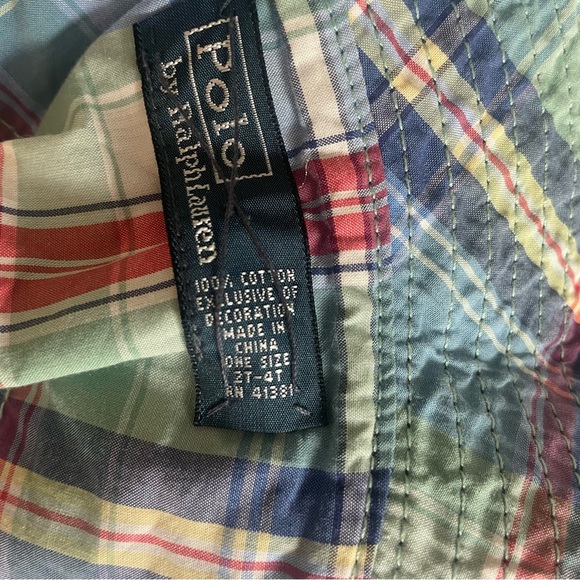 Polo
by Ralph Lauren
100% COTTON
EXCLUSIVE OF
DECORATION
MADE IN
CHINA
ONE SIZE
2T-4T
RN 41381